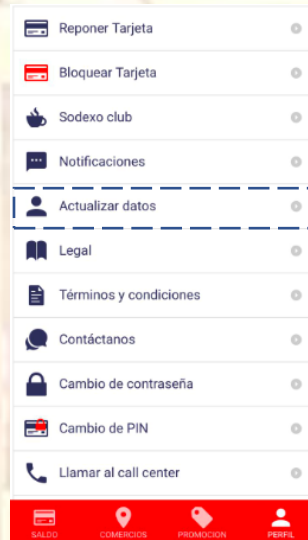 Reponer Tarjeta
Bloquear Tarjeta
Sodexo club
Notificaciones
Actualizar datos
Legal
Términos y condiciones
Contáctanos
Cambio de contraseña
Cambio de PIN
Llamar al call center
SALDO COMERCIOS PROMOCION PERFIL